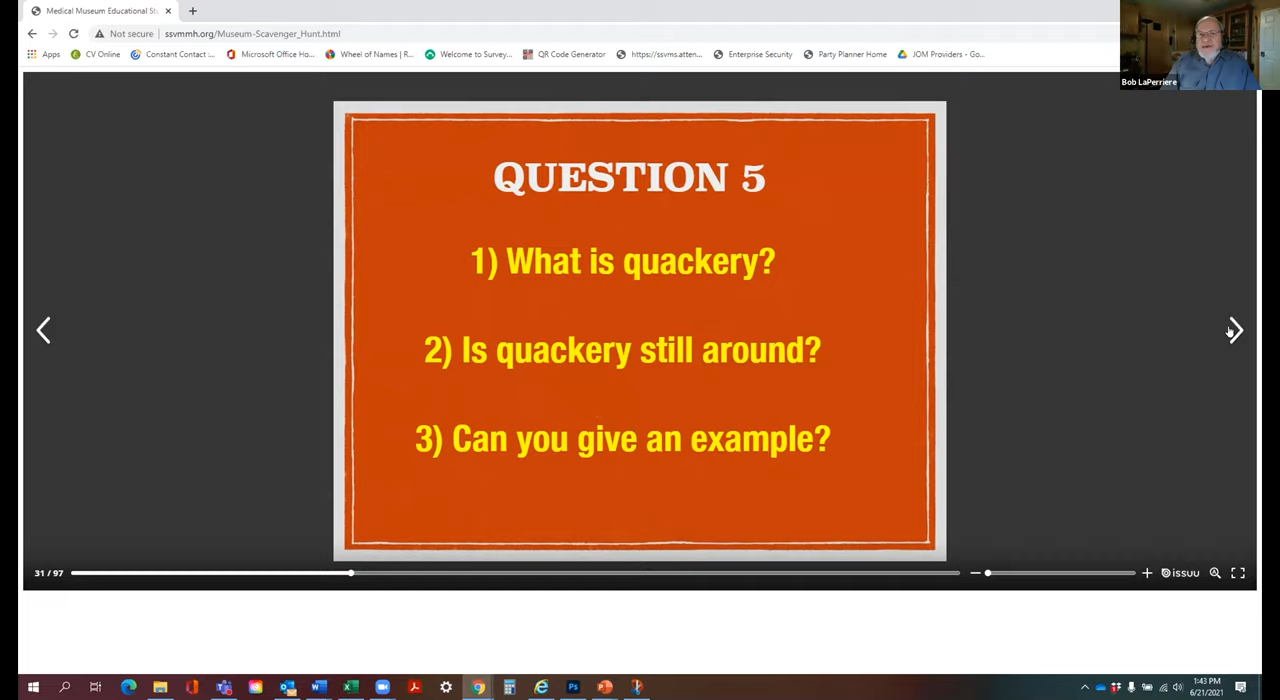 Medical Museum Educational St
Not secure
ssvmmh.org/Museum-Scavenger_Hunt.html
Apps
CV Online
Constant Contact :...
Microsoft Office Ho...
Wheel of Names | R...
Welcome to Survey...
QR Code Generator
https://ssvms.atten...
Enterprise Security
Party Planner Home
JOM Providers - Go...
Bob LaPerriere
QUESTION 5
1) What is quackery?
2) Is quackery still around?
3) Can you give an example?
31 / 97
issuu
1:43 PM
6/21/2021